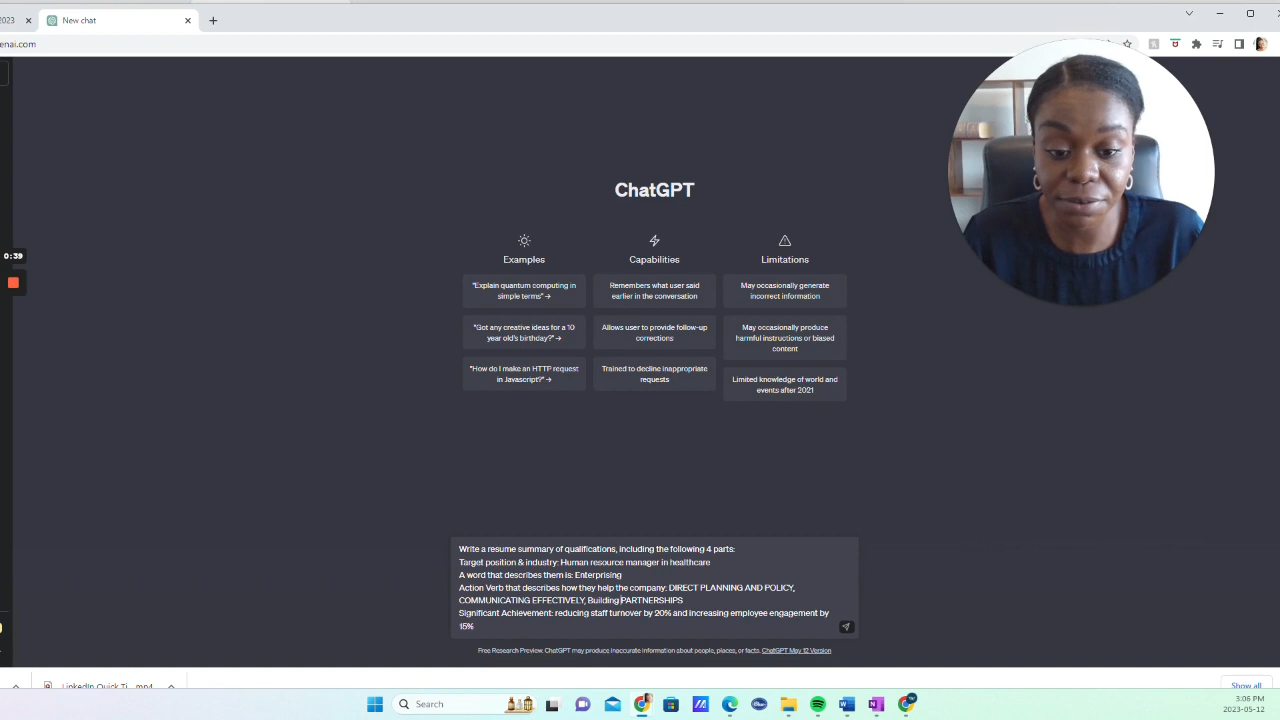 2023
New chat
enai.com
ChatGPT
Examples
Capabilities
Limitations
"Explain quantum computing in
simple terms" →
Remembers what user said
earlier in the conversation
May occasionally generate
incorrect information
"Got any creative ideas for a 10
year old's birthday?" →
Allows user to provide follow-up
corrections
May occasionally produce
harmful instructions or biased
content
"How do I make an HTTP request
in Javascript?" →
Trained to decline inappropriate
requests
Limited knowledge of world and
events after 2021
0:39
Write a resume summary of qualifications, including the following 4 parts:
Target position & industry: Human resource manager in healthcare
A word that describes them is: Enterprising
Action Verb that describes how they help the company: DIRECT PLANNING AND POLICY,
COMMUNICATING EFFECTIVELY, Building PARTNERSHIPS
Significant Achievement: reducing staff turnover by 20% and increasing employee engagement by
15%
Free Research Preview. ChatGPT may produce inaccurate information about people, places, or facts. ChatGPT May 12 Version
LinkedIn Quick Ti....mp4
Show all
Search
3:06 PM
2023-05-12